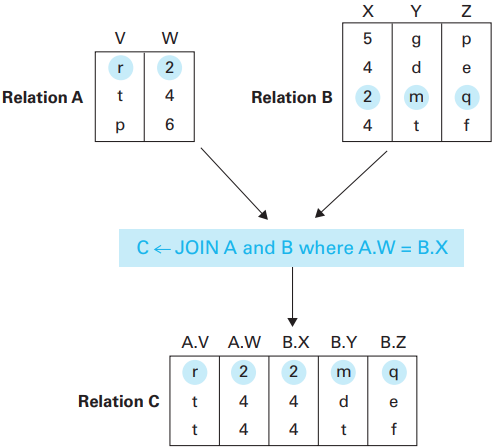 X Y Z
V W
5 g p
r 2
4 d e
Relation A
t 4
Relation B
2 m q
p 6
4 t f
C ← JOIN A and B where A.W = B.X
A.V A.W B.X B.Y B.Z
r 2 2 m q
Relation C
t 4 4 d e
t 4 4 t f